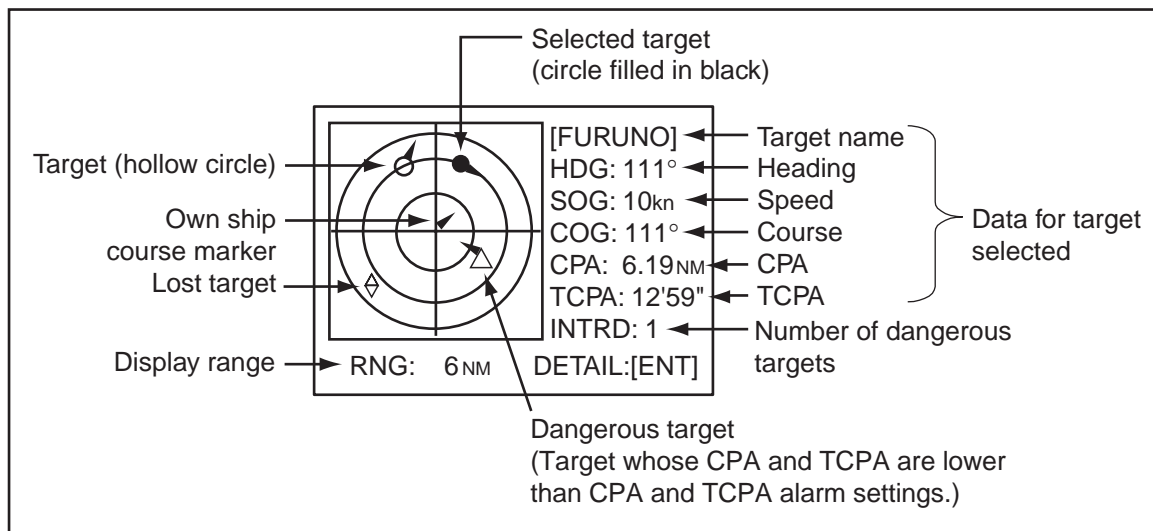 Selected target
(circle filled in black)
Target (hollow circle)
Own ship
course marker
Lost target
Display range
[FURUNO]
HDG: 111°
SOG: 10kn
COG: 111°
CPA: 6.19NM
TCPA: 12'59"
INTRD: 1
RNG: 6NM DETAIL:[ENT]
Target name
Heading
Speed
Course
CPA
TCPA
Number of dangerous
targets
Data for target
selected
Dangerous target
(Target whose CPA and TCPA are lower
than CPA and TCPA alarm settings.)